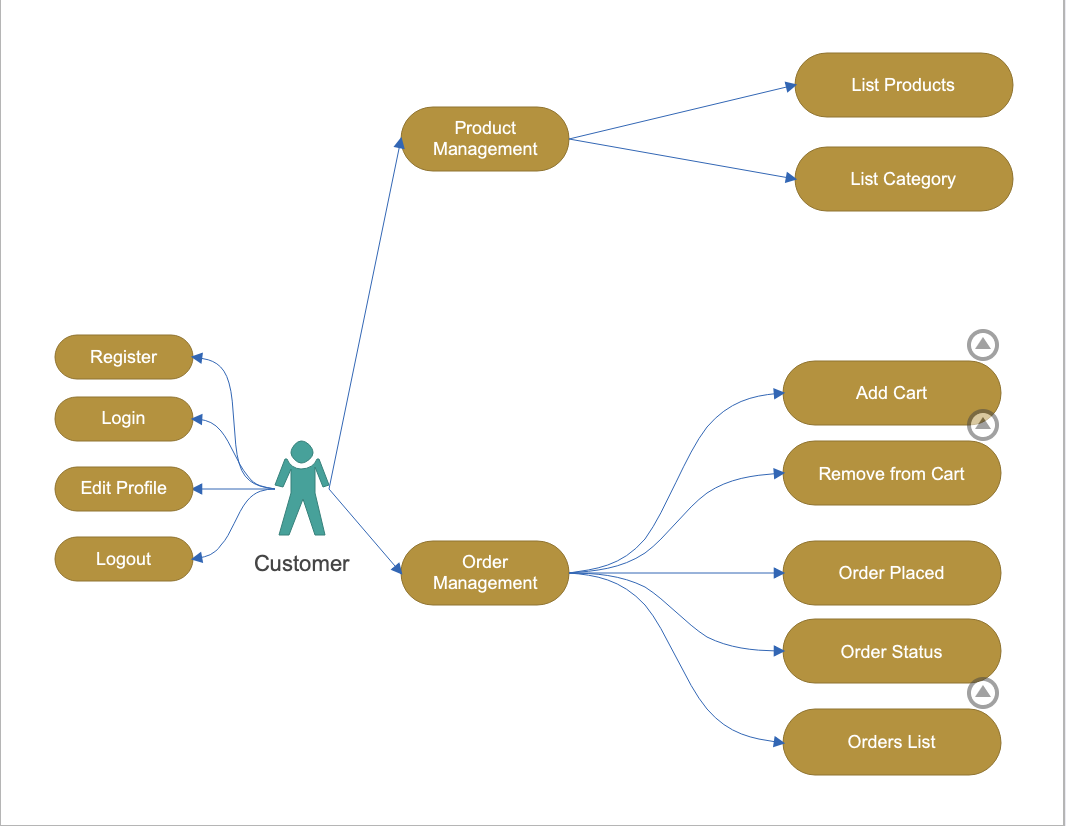 List Products
Product
Management
List Category
Register
Login
Edit Profile
Logout
Customer
Order
Management
Add Cart
Remove from Cart
Order Placed
Order Status
Orders List